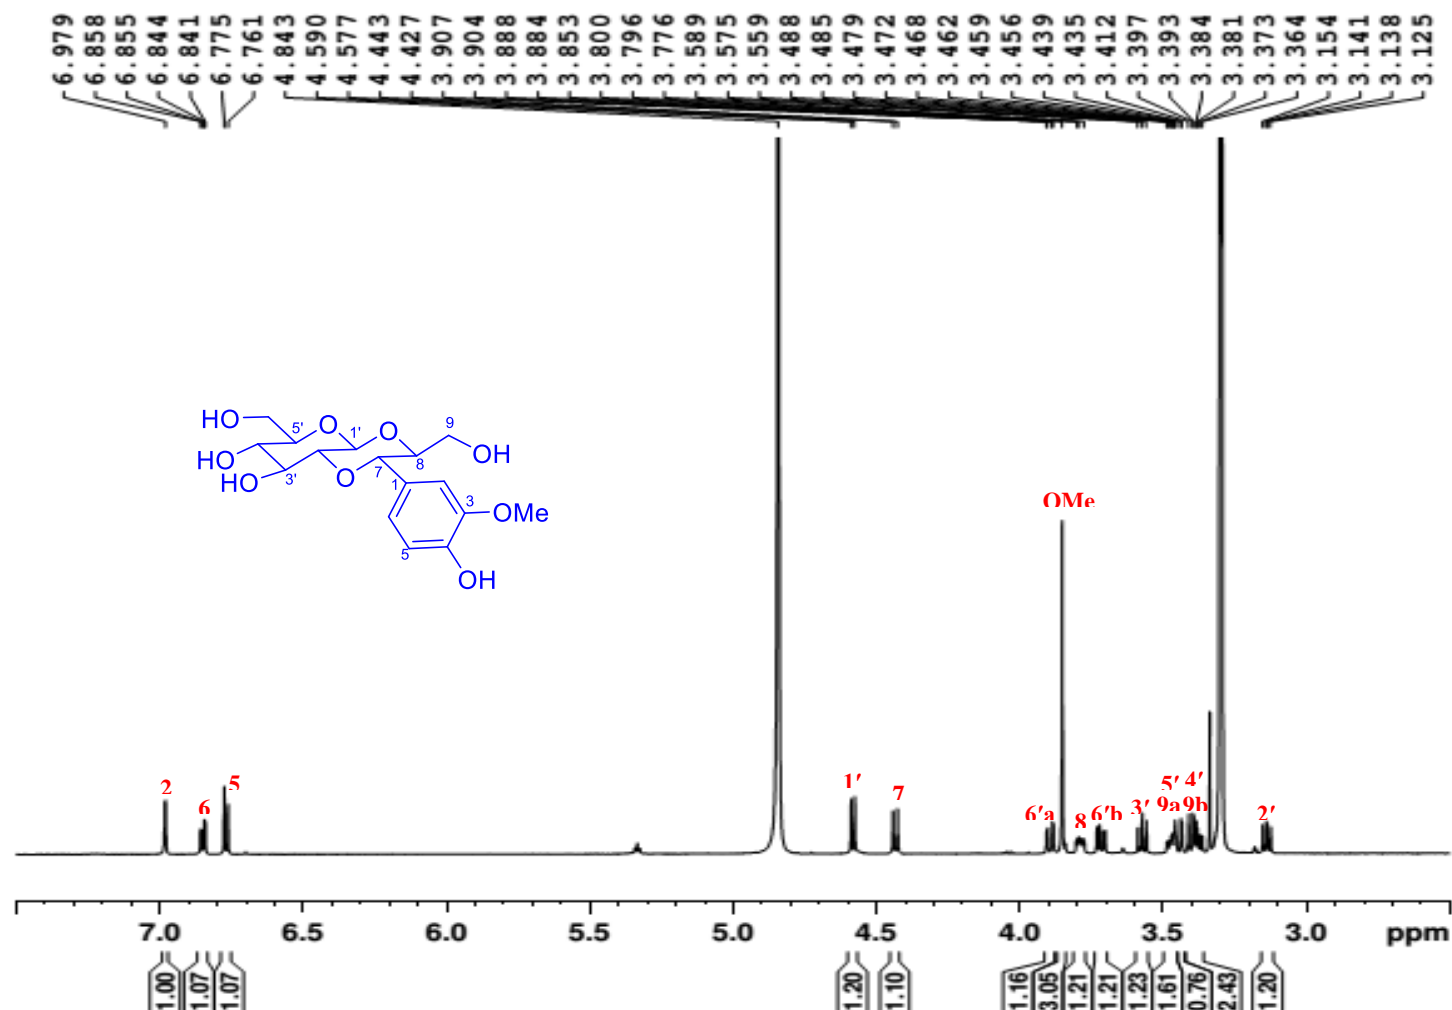 6.979 6.858 6.855 6.844 6.841 6.775 6.761 4.843 4.590 4.577 4.443 4.427 3.907 3.904 3.888 3.884 3.853 3.800 3.796 3.776 3.589 3.575 3.559 3.488 3.485 3.479 3.472 3.468 3.462 3.459 3.456 3.439 3.435 3.412 3.397 3.393 3.384 3.381 3.373 3.364 3.154 3.141 3.138 3.125
HO 5' O 1' O 9 OH
HO HO 3' O 7 8
1 3 OMe
5
OH
OMe
2 6 5 1′ 7 6′a 8 6′b 3′ 5′ 4′ 2′
9a 9b
7.0 6.5 6.0 5.5 5.0 4.5 4.0 3.5 3.0 ppm
1.00 1.07 1.07 1.20 1.10 1.16 3.05 1.21 1.21 1.23 1.61 0.76 2.43 1.20